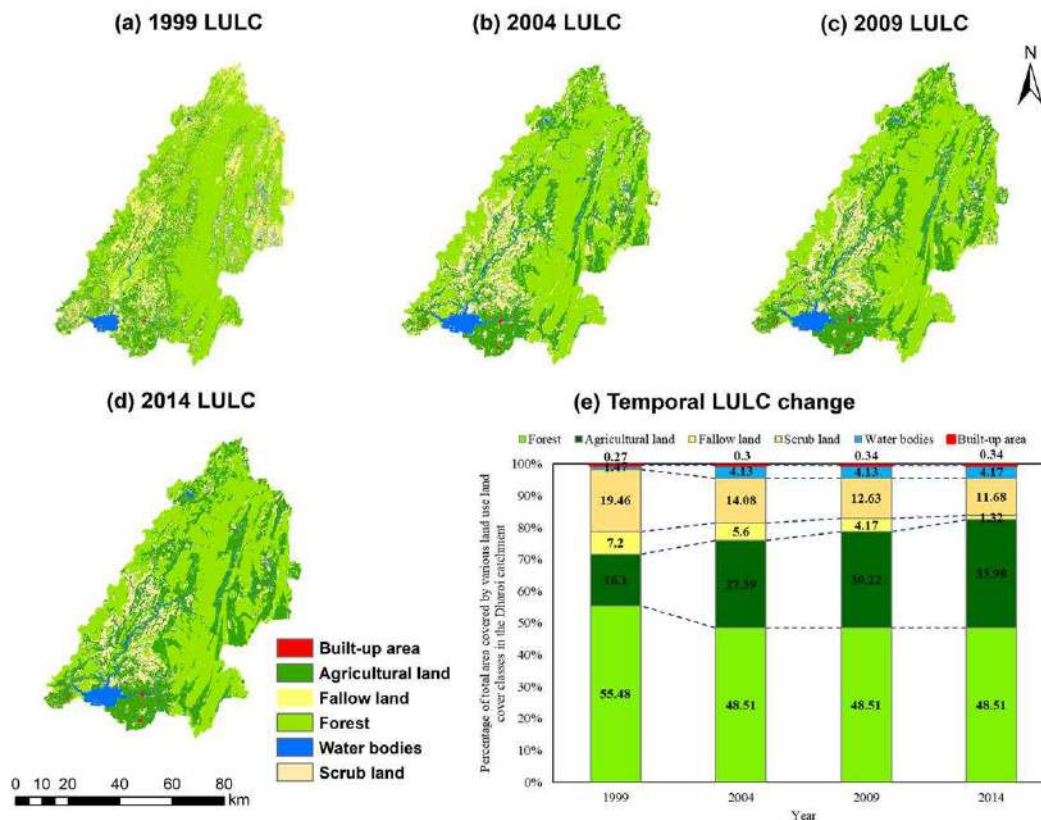 (a) 1999 LULC
(b) 2004 LULC
(c) 2009 LULC
N
(d) 2014 LULC
Built-up area
Agricultural land
Fallow land
Forest
Water bodies
Scrub land
0 10 20 40 60 80
km
(e) Temporal LULC change
Forest Agricultural land Fallow land Scrub land Water bodies Built-up area
0.27 0.3 0.34 0.34
100%
90%
80%
70%
60%
50%
40%
30%
20%
10%
0%
1.47 4.13 4.13 4.17
19.46 14.08 12.63 11.68
7.2 5.6 4.17 1.32
16.1 27.39 30.22 33.98
55.48 48.51 48.51 48.51
1999 2004 2009 2014
Year
Percentage of total area covered by various land use land
cover classes in the Dharoi catchment